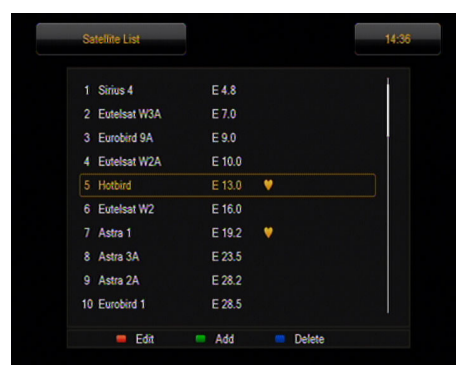 Satellite List 14:36
1 Sirius 4 E 4.8
2 Eutelsat W3A E 7.0
3 Eurobird 9A E 9.0
4 Eutelsat W2A E 10.0
5 Hotbird E 13.0
6 Eutelsat W2 E 16.0
7 Astra 1 E 19.2
8 Astra 3A E 23.5
9 Astra 2A E 28.2
10 Eurobird 1 E 28.5
Edit Add Delete